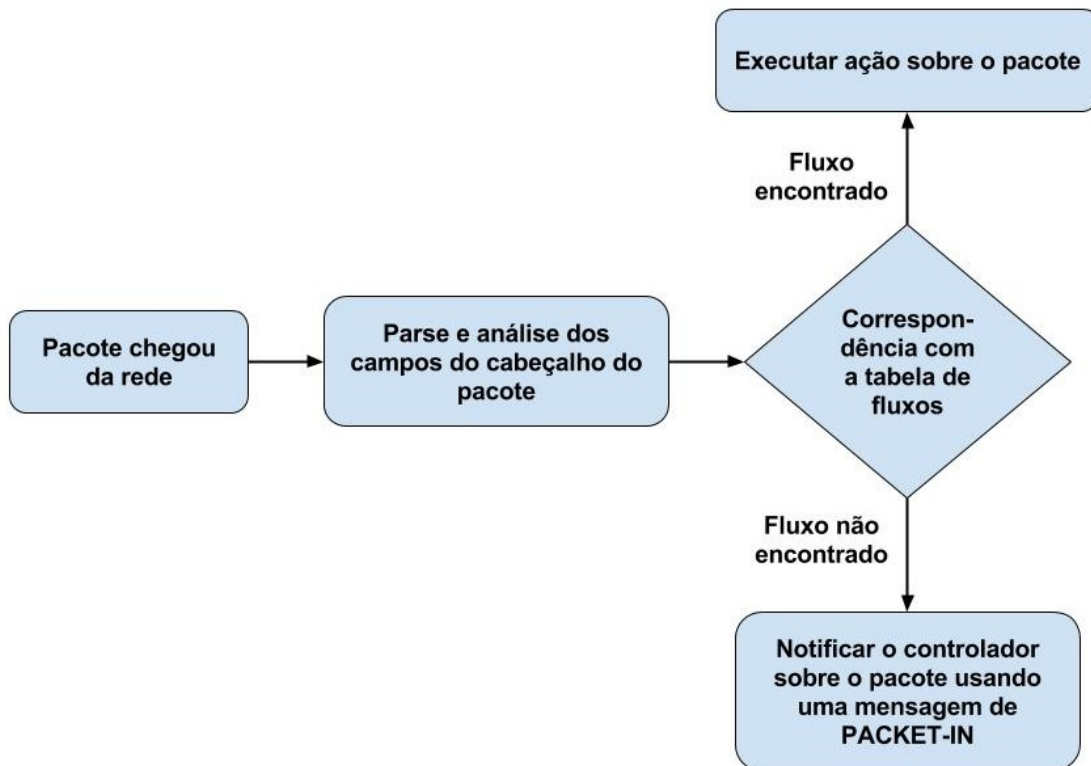 Executar ação sobre o pacote
Fluxo
encontrado
Pacote chegou
da rede
Parse e análise dos
campos do cabeçalho do
pacote
Correspon-
dência com
a tabela de
fluxos
Fluxo não
encontrado
Notificar o controlador
sobre o pacote usando
uma mensagem de
PACKET-IN